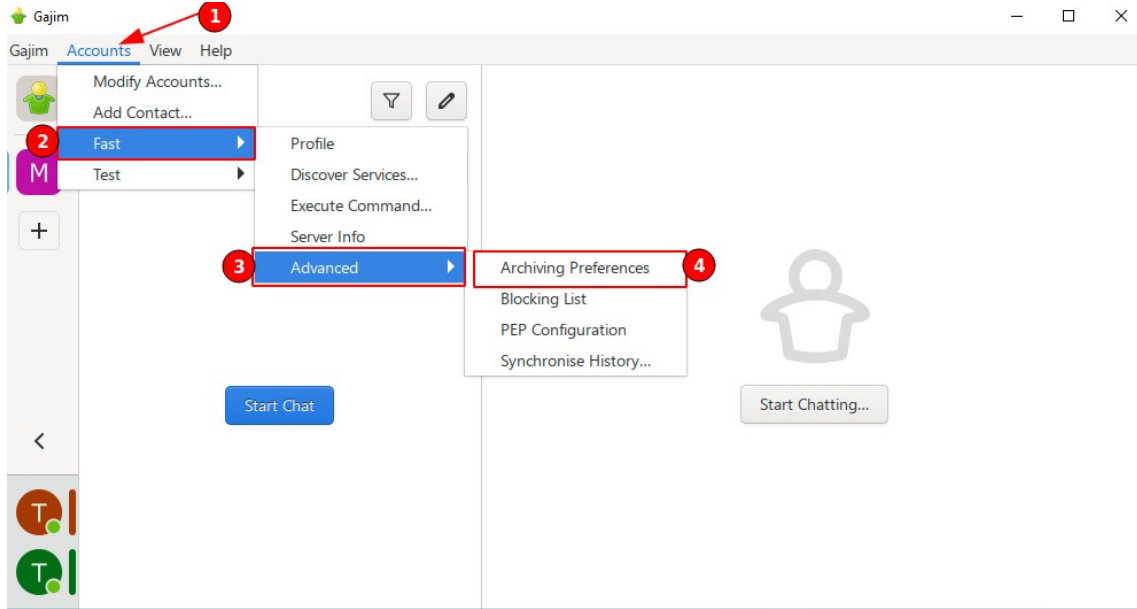 Gajim
1
Gajim Accounts View Help
Modify Accounts...
Add Contact...
2
Fast
Profile
M
Test
Discover Services...
Execute Command...
+
Server Info
3
Advanced
Archiving Preferences
4
Blocking List
PEP Configuration
Synchronise History...
Start Chat
Start Chatting...
T
T